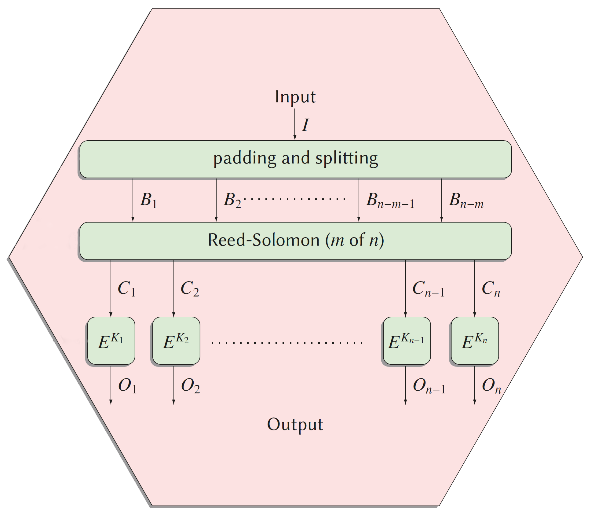 Input
I
padding and splitting
B₁ B₂ Bₙ₋ₘ₋₁ Bₙ₋ₘ
Reed-Solomon (m of n)
C₁ C₂ Cₙ₋₁ Cₙ
E^{K₁} E^{K₂} E^{Kₙ₋₁} E^{Kₙ}
O₁ O₂ Oₙ₋₁ Oₙ
Output